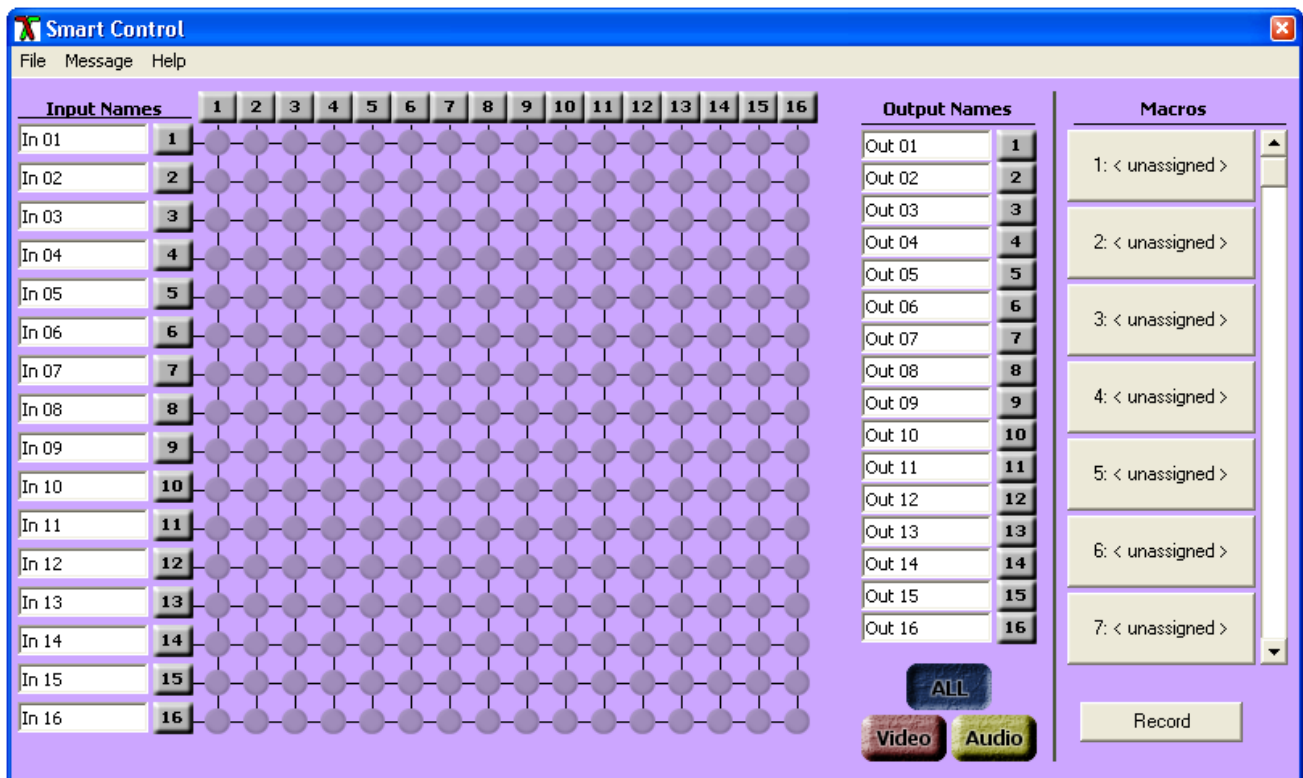 Smart Control
File Message Help
Input Names
1 2 3 4 5 6 7 8 9 10 11 12 13 14 15 16
In 01 1
In 02 2
In 03 3
In 04 4
In 05 5
In 06 6
In 07 7
In 08 8
In 09 9
In 10 10
In 11 11
In 12 12
In 13 13
In 14 14
In 15 15
In 16 16
Output Names
Out 01 1
Out 02 2
Out 03 3
Out 04 4
Out 05 5
Out 06 6
Out 07 7
Out 08 8
Out 09 9
Out 10 10
Out 11 11
Out 12 12
Out 13 13
Out 14 14
Out 15 15
Out 16 16
ALL
Video Audio
Macros
1: < unassigned >
2: < unassigned >
3: < unassigned >
4: < unassigned >
5: < unassigned >
6: < unassigned >
7: < unassigned >
Record